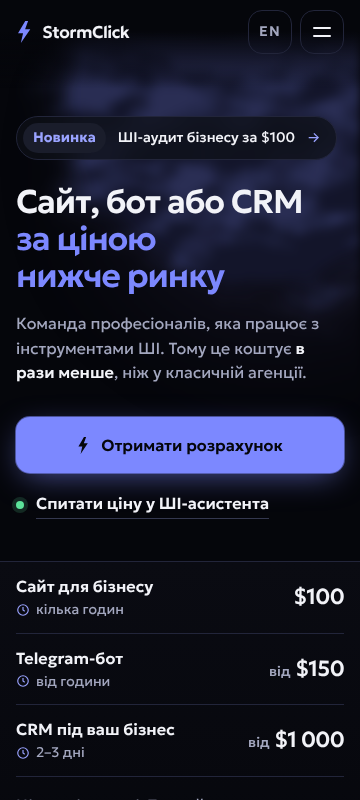 StormClick
EN
Новинка ШІ-аудит бізнесу за $100 →
Сайт, бот або CRM
за ціною
нижче ринку
Команда професіоналів, яка працює з
інструментами ШІ. Тому це коштує в
рази менше, ніж у класичній агенції.
Отримати розрахунок
Спитати ціну у ШІ-асистента
Сайт для бізнесу
$100
кілька годин
Telegram-бот
від $150
від години
CRM під ваш бізнес
від $1 000
2–3 дні